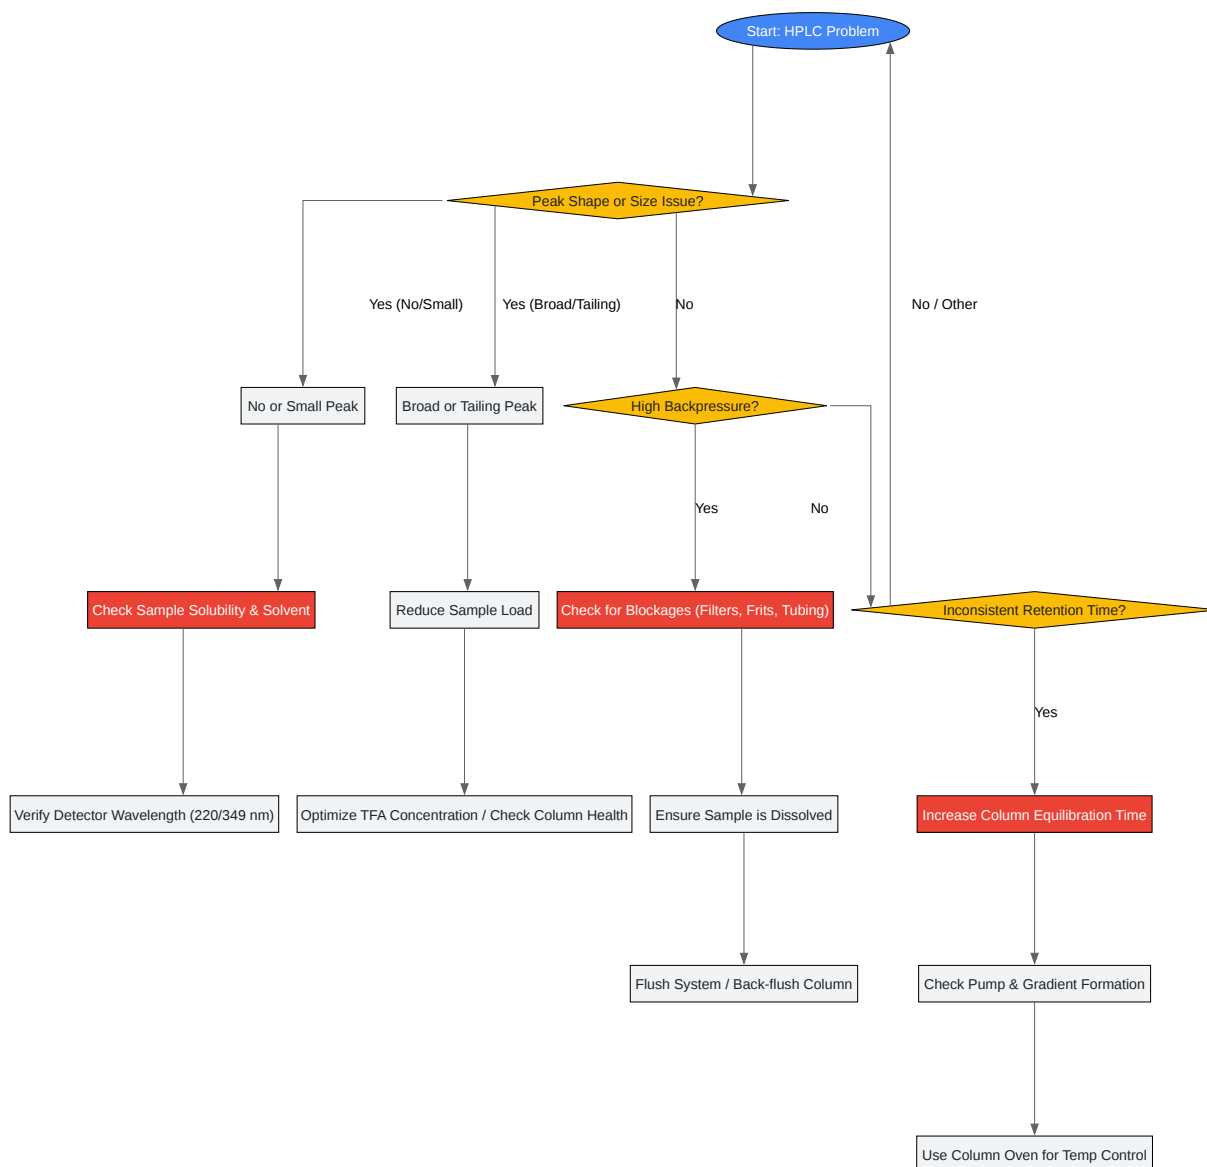 Start: HPLC Problem
Peak Shape or Size Issue?
Yes (No/Small)
Yes (Broad/Tailing)
No
No / Other
No or Small Peak
Broad or Tailing Peak
High Backpressure?
Yes
No
Check Sample Solubility & Solvent
Reduce Sample Load
Check for Blockages (Filters, Frits, Tubing)
Inconsistent Retention Time?
Yes
Verify Detector Wavelength (220/349 nm)
Optimize TFA Concentration / Check Column Health
Ensure Sample is Dissolved
Increase Column Equilibration Time
Flush System / Back-flush Column
Check Pump & Gradient Formation
Use Column Oven for Temp Control